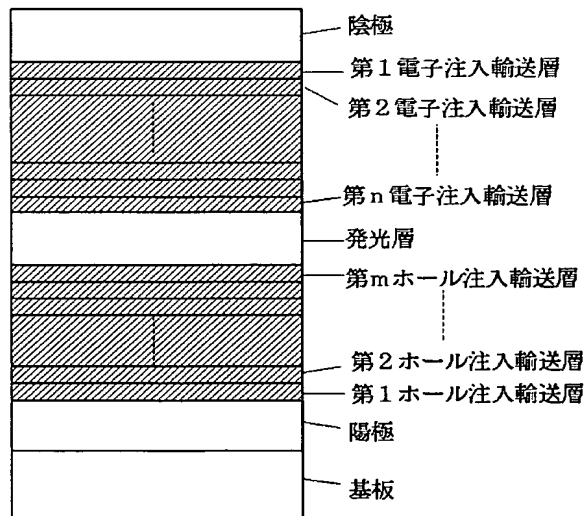 陰極
第1電子注入輸送層
第2電子注入輸送層
第n電子注入輸送層
発光層
第mホール注入輸送層
第2ホール注入輸送層
第1ホール注入輸送層
陽極
基板